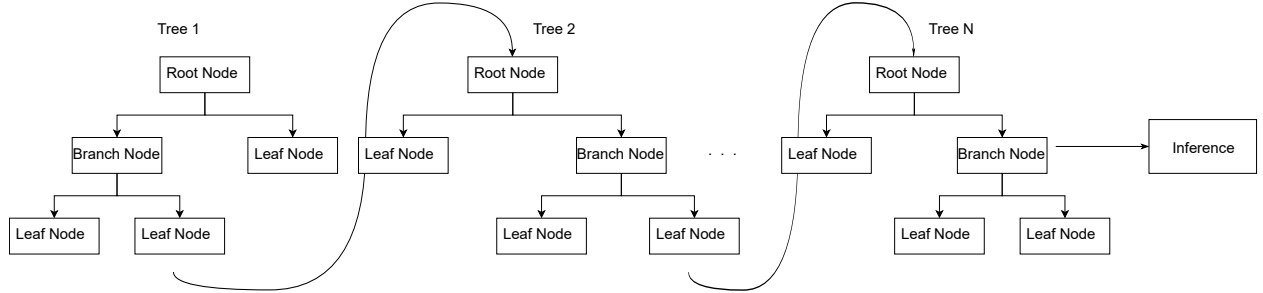 Tree 1
Tree 2
Tree N
Root Node
Root Node
Root Node
Branch Node
Leaf Node
Leaf Node
Branch Node
. . .
Leaf Node
Branch Node
Inference
Leaf Node
Leaf Node
Leaf Node
Leaf Node
Leaf Node
Leaf Node